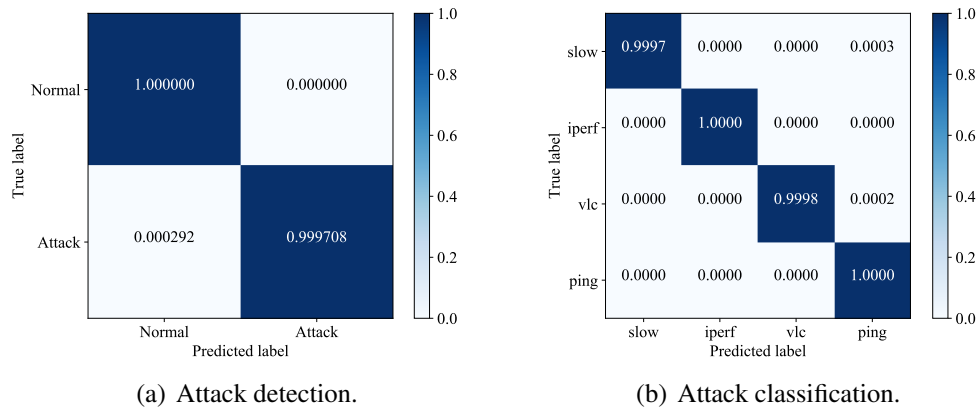 1.0
0.8
0.6
0.4
0.2
0.0
True label
Normal
Attack
1.000000 0.000000
0.000292 0.999708
Normal Attack
Predicted label
(a) Attack detection.
1.0
0.8
0.6
0.4
0.2
0.0
True label
slow 0.9997 0.0000 0.0000 0.0003
iperf 0.0000 1.0000 0.0000 0.0000
vlc 0.0000 0.0000 0.9998 0.0002
ping 0.0000 0.0000 0.0000 1.0000
slow iperf vlc ping
Predicted label
(b) Attack classification.